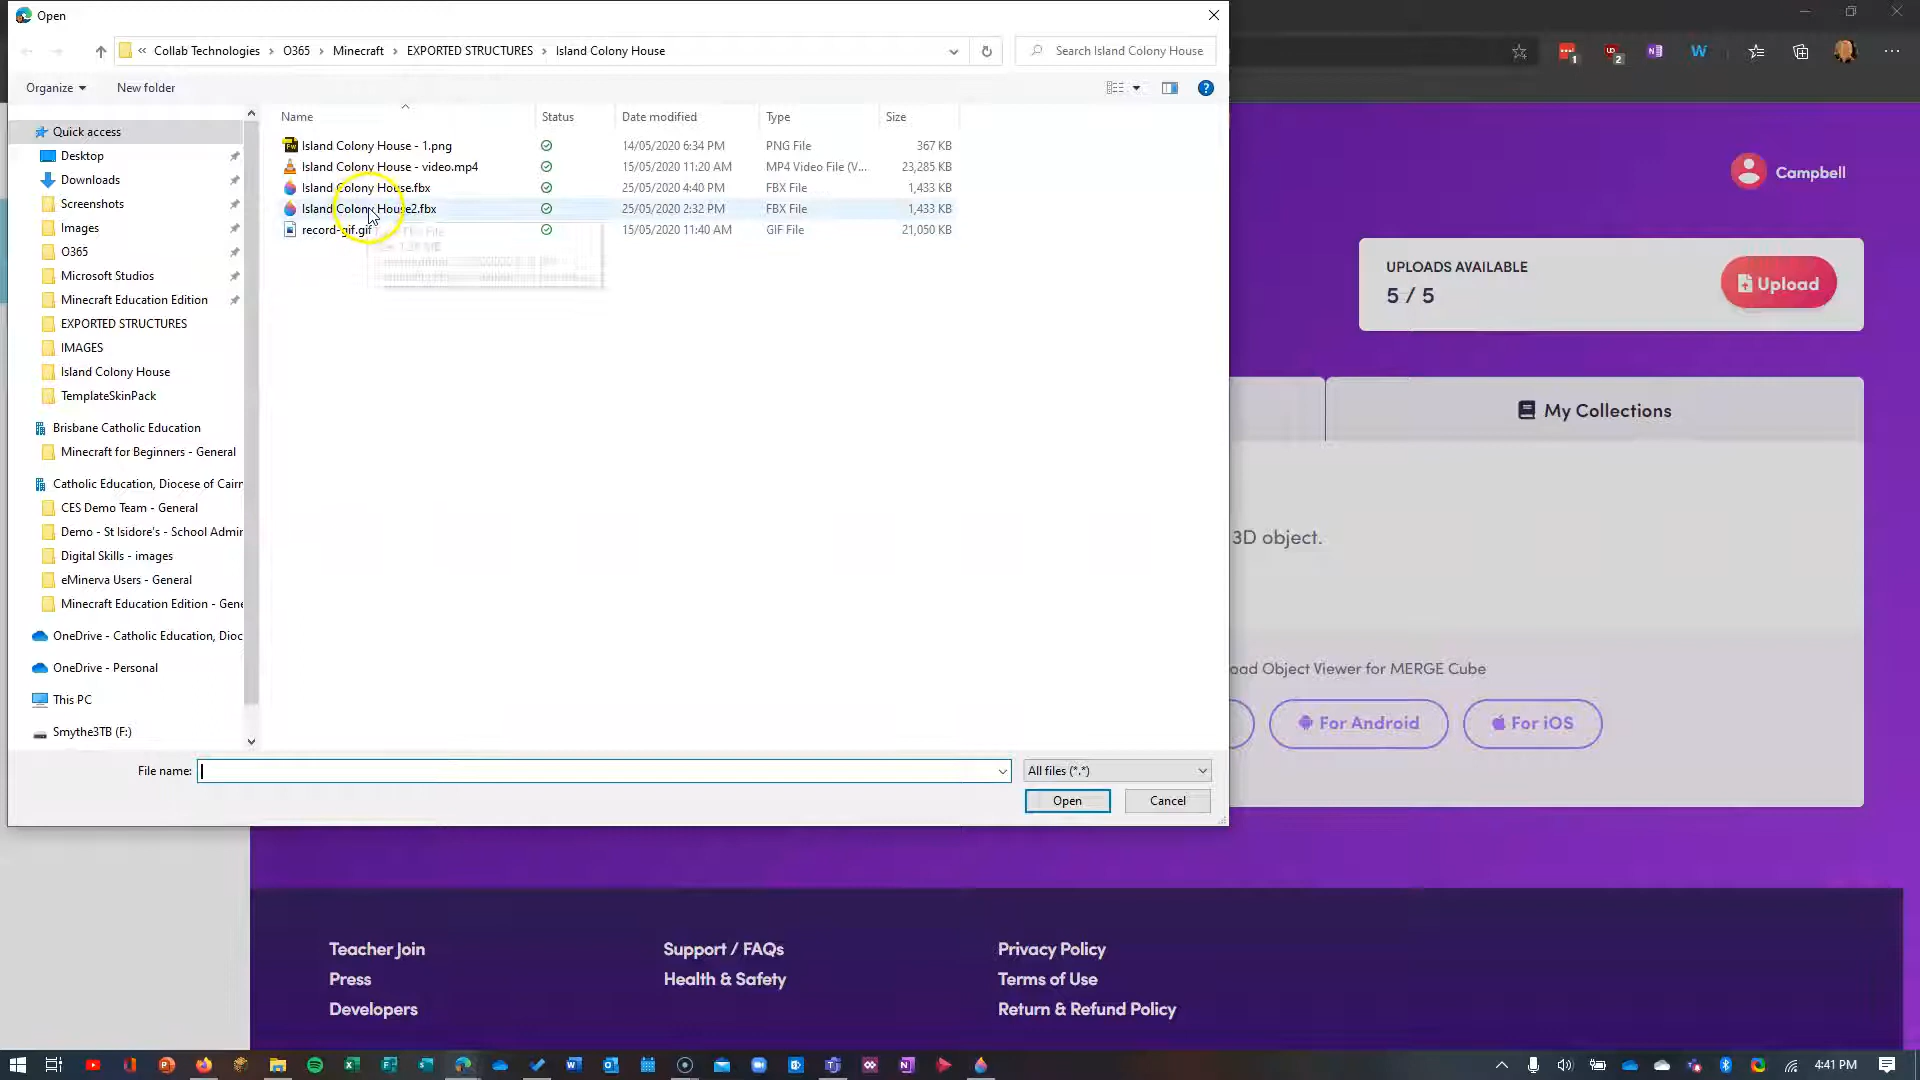 Open
« Collab Technologies › O365 › Minecraft › EXPORTED STRUCTURES › Island Colony House
Search Island Colony House
Organize
New folder
Name
Status
Date modified
Type
Size
Quick access
Desktop
Downloads
Screenshots
Images
O365
Microsoft Studios
Minecraft Education Edition
EXPORTED STRUCTURES
IMAGES
Island Colony House
TemplateSkinPack
Brisbane Catholic Education
Minecraft for Beginners - General
Catholic Education, Diocese of Cairn
CES Demo Team - General
Demo - St Isidore's - School Admir
Digital Skills - images
eMinerva Users - General
Minecraft Education Edition - Gene
OneDrive - Catholic Education, Dioc
OneDrive - Personal
This PC
Smythe3TB (F:)
Island Colony House - 1.png 14/05/2020 6:34 PM PNG File 367 KB
Island Colony House - video.mp4 15/05/2020 11:20 AM MP4 Video File (V... 23,285 KB
Island Colony House.fbx 25/05/2020 4:40 PM FBX File 1,433 KB
Island Colony House2.fbx 25/05/2020 2:32 PM FBX File 1,433 KB
record-gif.gif 15/05/2020 11:40 AM GIF File 21,050 KB
File name:
All files (*.*)
Open
Cancel
1
2
Campbell
UPLOADS AVAILABLE
5 / 5
Upload
My Collections
3D object.
oad Object Viewer for MERGE Cube
For Android
For iOS
Teacher Join
Press
Developers
Support / FAQs
Health & Safety
Privacy Policy
Terms of Use
Return & Refund Policy
4:41 PM